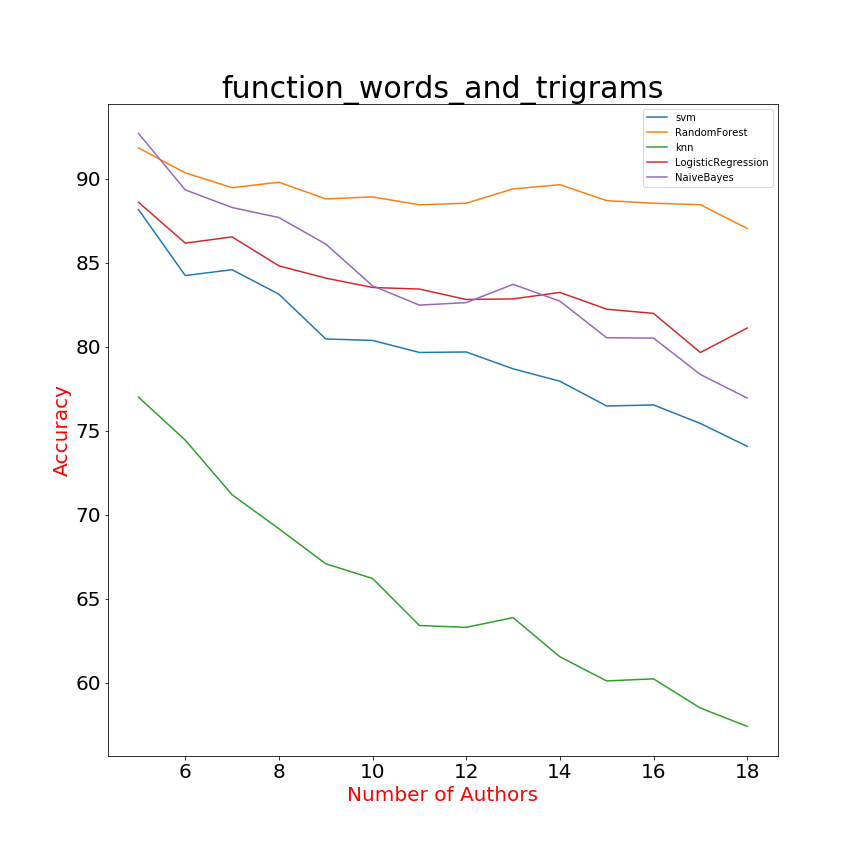 function_words_and_trigrams
svm
RandomForest
knn
LogisticRegression
NaiveBayes
90
85
80
75
70
65
60
Accuracy
6 8 10 12 14 16 18
Number of Authors